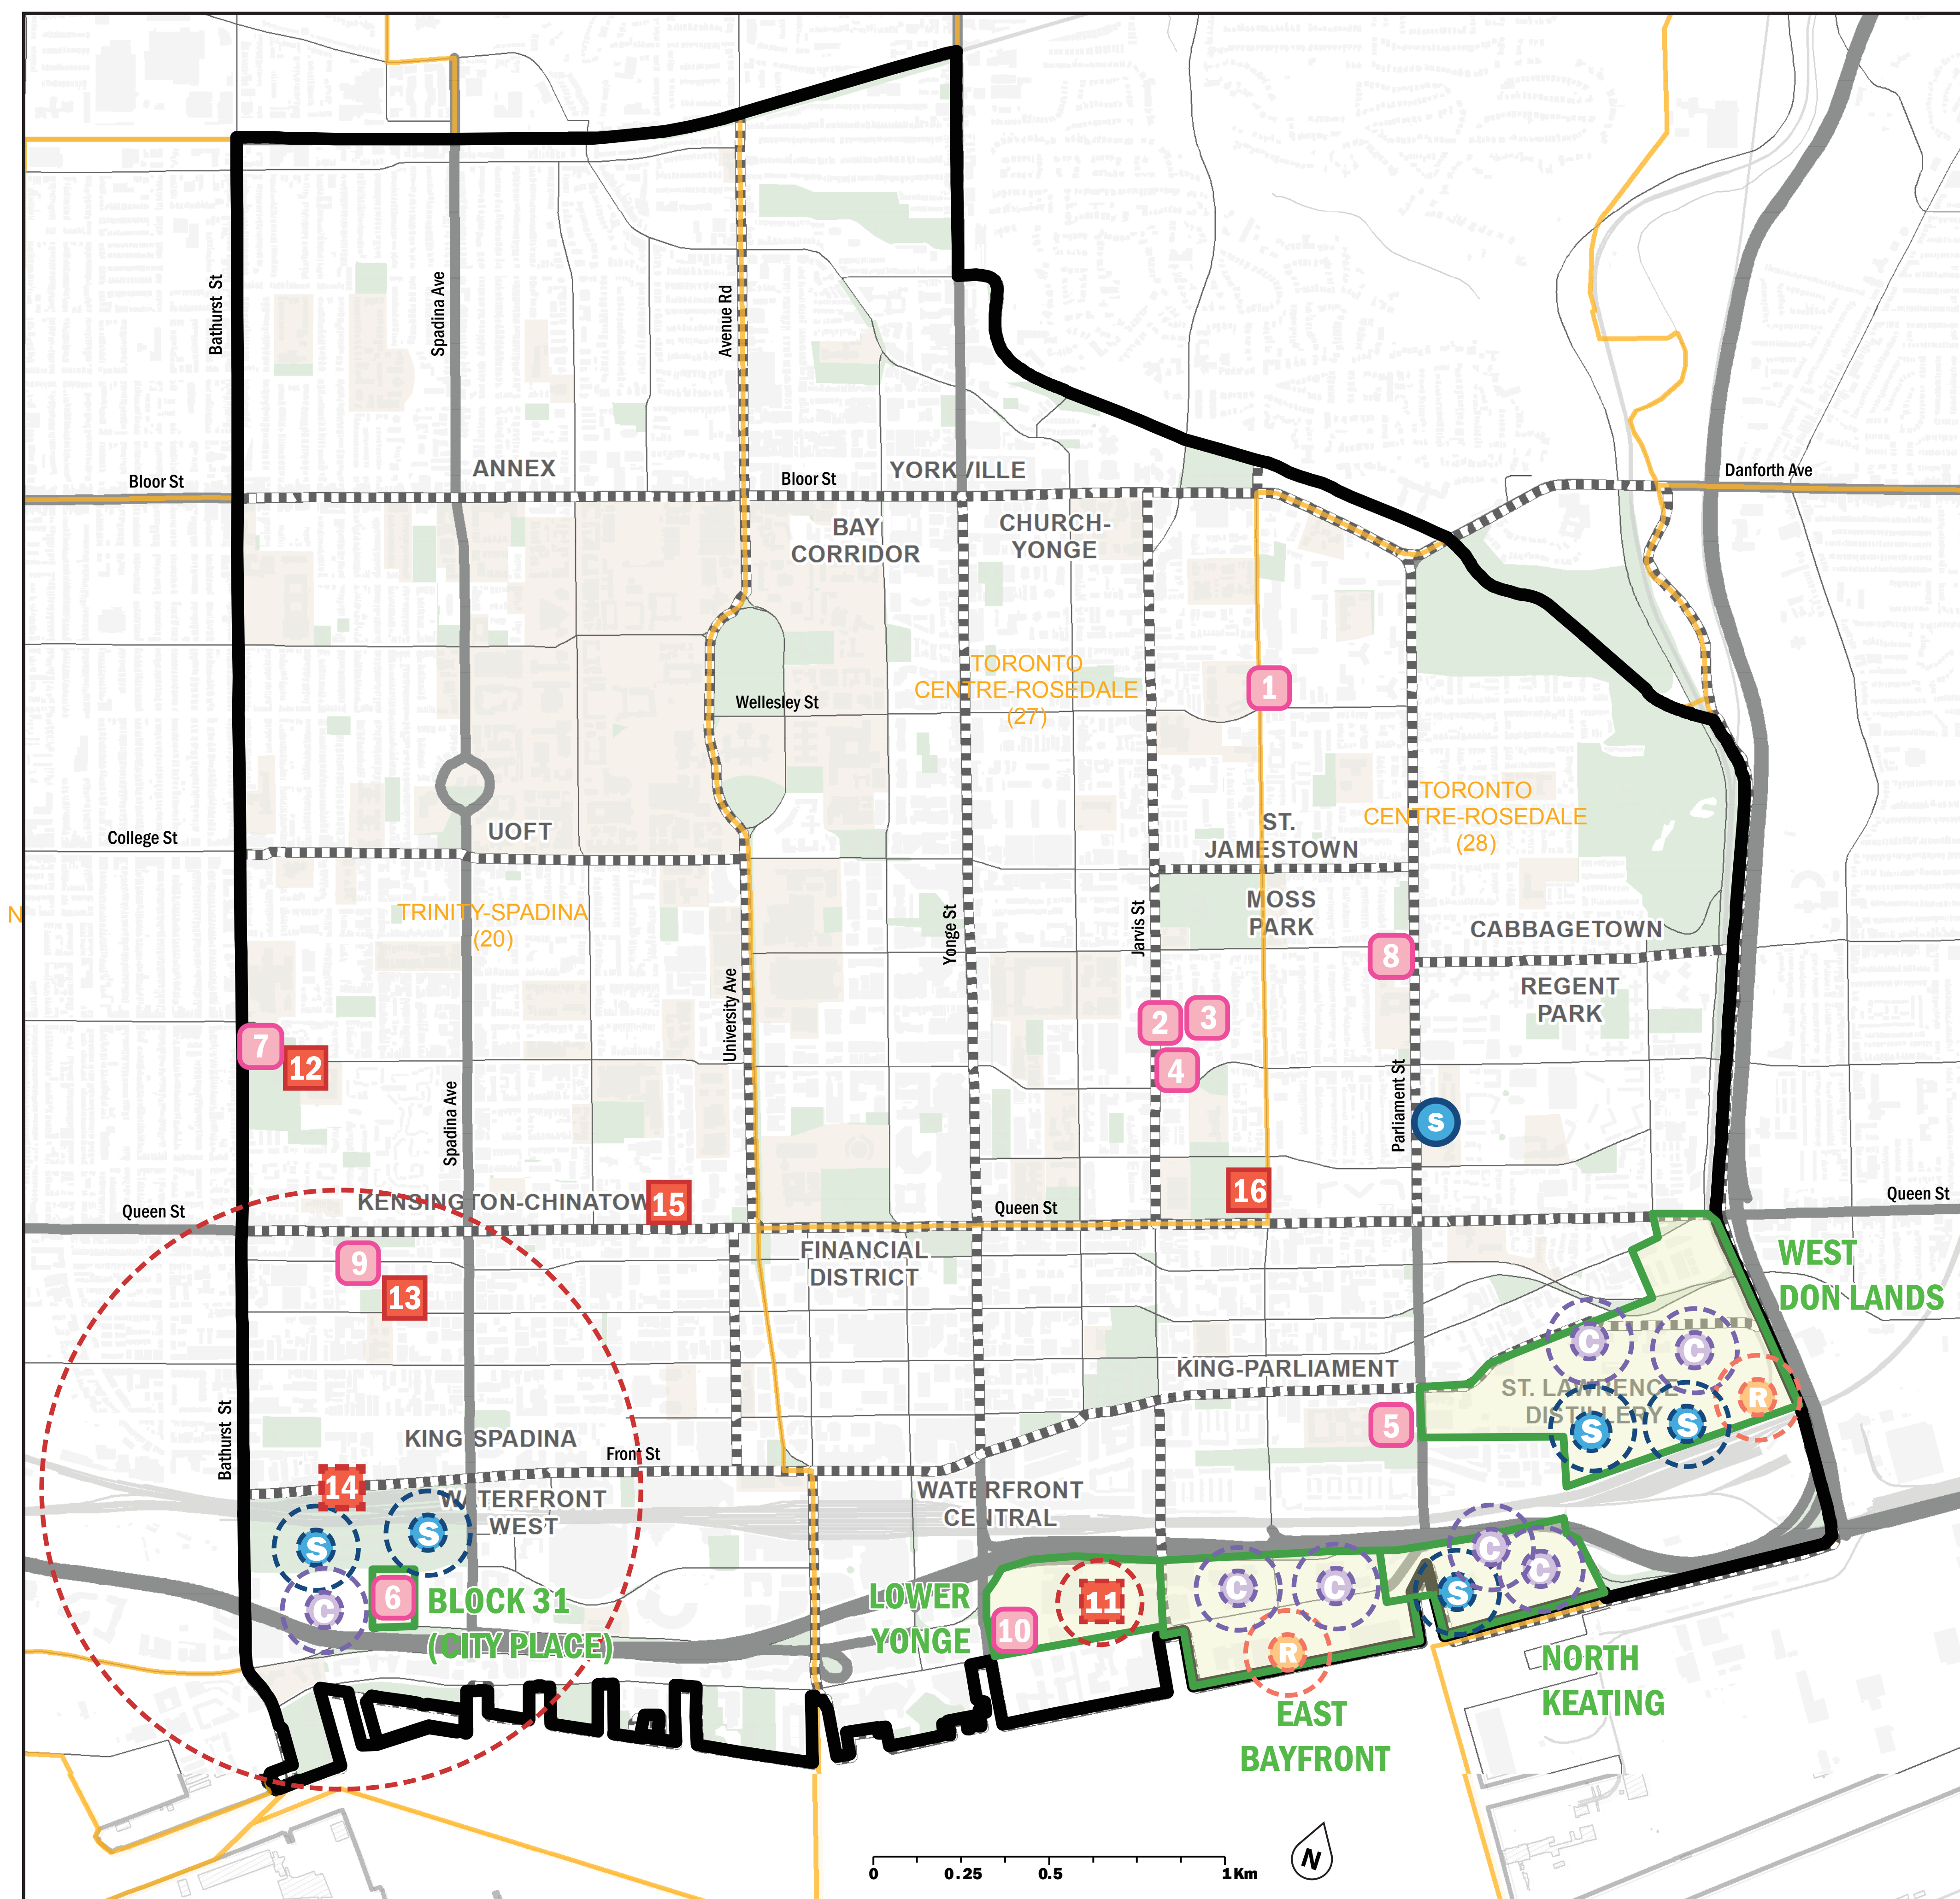 Bathurst St
Spadina Ave
Avenue Rd
ANNEX
YORKVILLE
Bloor St
Bloor St
Danforth Ave
BAY
CORRIDOR
CHURCH-
YONGE
TORONTO
CENTRE-ROSEDALE
(27)
1
Wellesley St
TORONTO
CENTRE-ROSEDALE
(28)
UOFT
College St
ST.
JAMESTOWN
MOSS
PARK
N
TRINITY-SPADINA
(20)
Yonge St
Jarvis St
CABBAGETOWN
8
REGENT
PARK
University Ave
2
3
4
7
12
Spadina Ave
Parliament St
S
KENSINGTON-CHINATOW
15
16
Queen St
Queen St
Queen St
9
13
FINANCIAL
DISTRICT
WEST
DON LANDS
C
C
KING-PARLIAMENT
ST. LAWRENCE
DISTILLERY
R
S
S
5
Bathurst St
KING SPADINA
Front St
14
WATERFRONT
WEST
WATERFRONT
CENTRAL
S
S
C
6
BLOCK 31
(CITY PLACE)
LOWER
YONGE
10
11
C
C
R
C
C
S
NORTH
KEATING
EAST
BAYFRONT
0
0.25
0.5
1Km
N